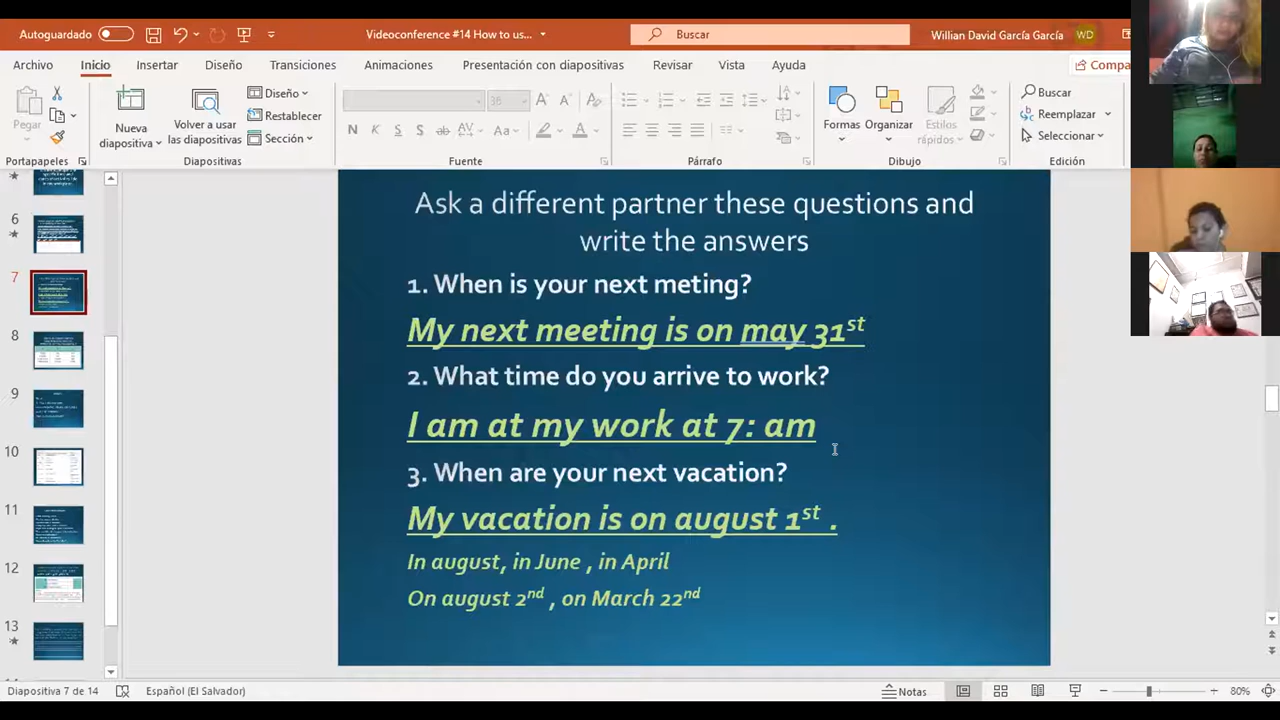 Autoguardado
Videoconference #14 How to us...
Buscar
Willian David García García
WD
Archivo
Inicio
Insertar
Diseño
Transiciones
Animaciones
Presentación con diapositivas
Revisar
Vista
Ayuda
Compa
Pegar
Nueva diapositiva
Volver a usar las diapositivas
Diseño
Restablecer
Sección
36
Formas
Organizar
Estilos rápidos
Buscar
Reemplazar
Seleccionar
Portapapeles
Diapositivas
Fuente
Párrafo
Dibujo
Edición
6
7
8
9
10
11
12
13
Ask a different partner these questions and
write the answers
1. When is your next meting?
My next meeting is on may 31st
2. What time do you arrive to work?
I am at my work at 7: am
3. When are your next vacation?
My vacation is on august 1st .
In august, in June , in April
On august 2nd , on March 22nd
Diapositiva 7 de 14
Español (El Salvador)
Notas
80%